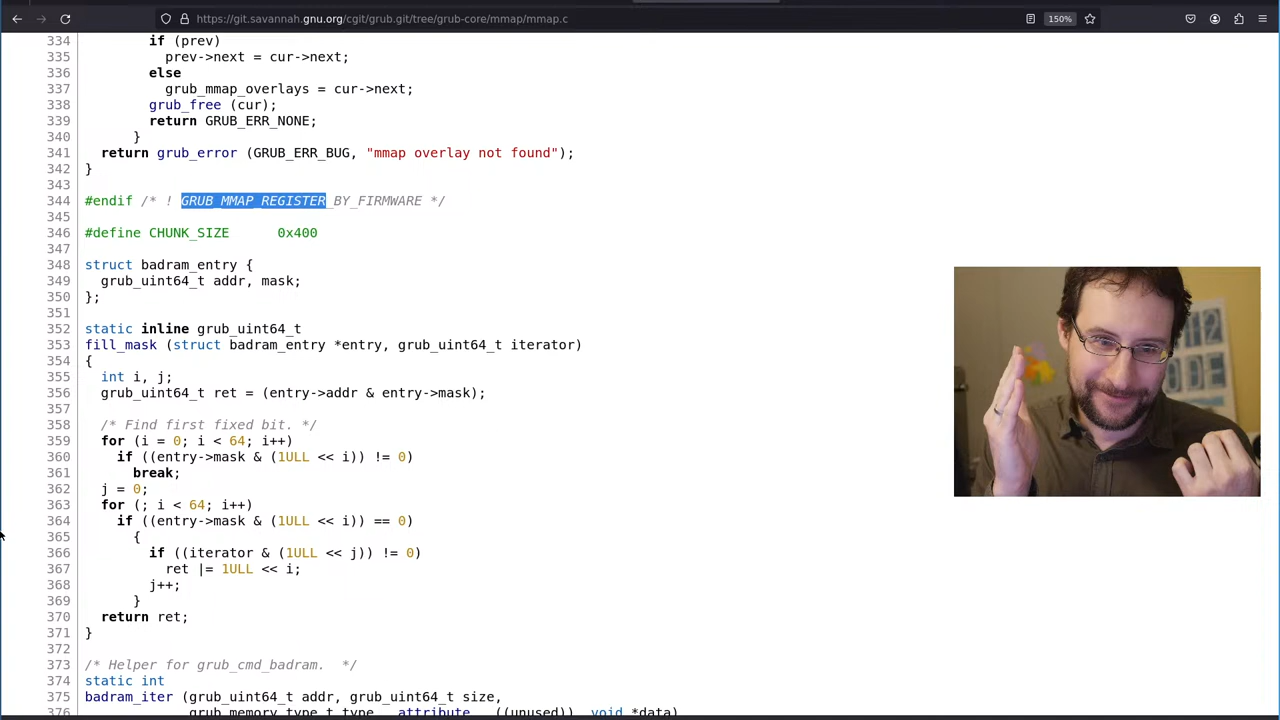 https://git.savannah.gnu.org/cgit/grub.git/tree/grub-core/mmap/mmap.c
150%
334 if (prev)
335 prev->next = cur->next;
336 else
337 grub_mmap_overlays = cur->next;
338 grub_free (cur);
339 return GRUB_ERR_NONE;
340 }
341 return grub_error (GRUB_ERR_BUG, "mmap overlay not found");
342 }
343
344 #endif /* ! GRUB_MMAP_REGISTER_BY_FIRMWARE */
345
346 #define CHUNK_SIZE 0x400
347
348 struct badram_entry {
349 grub_uint64_t addr, mask;
350 };
351
352 static inline grub_uint64_t
353 fill_mask (struct badram_entry *entry, grub_uint64_t iterator)
354 {
355 int i, j;
356 grub_uint64_t ret = (entry->addr & entry->mask);
357
358 /* Find first fixed bit. */
359 for (i = 0; i < 64; i++)
360 if ((entry->mask & (1ULL << i)) != 0)
361 break;
362 j = 0;
363 for (; i < 64; i++)
364 if ((entry->mask & (1ULL << i)) == 0)
365 {
366 if ((iterator & (1ULL << j)) != 0)
367 ret |= 1ULL << i;
368 j++;
369 }
370 return ret;
371 }
372
373 /* Helper for grub_cmd_badram. */
374 static int
375 badram_iter (grub_uint64_t addr, grub_uint64_t size,
376 grub_memory_type_t type, attribute ((unused)) void *data)